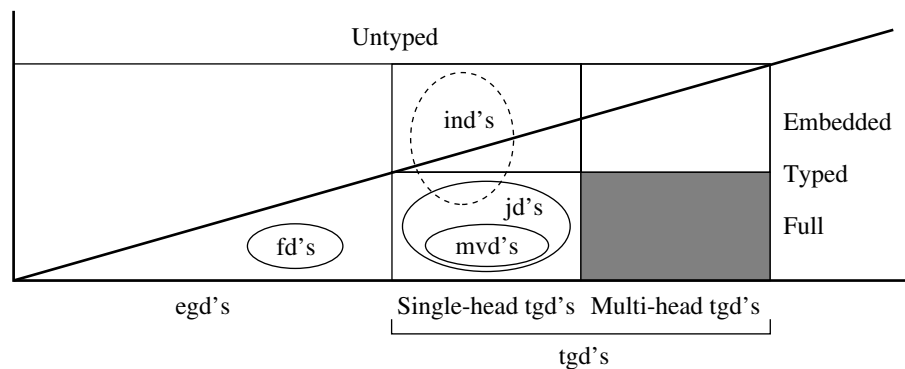 Untyped
ind's
Embedded
Typed
jd's
Full
fd's
mvd's
egd's
Single-head tgd's
Multi-head tgd's
tgd's